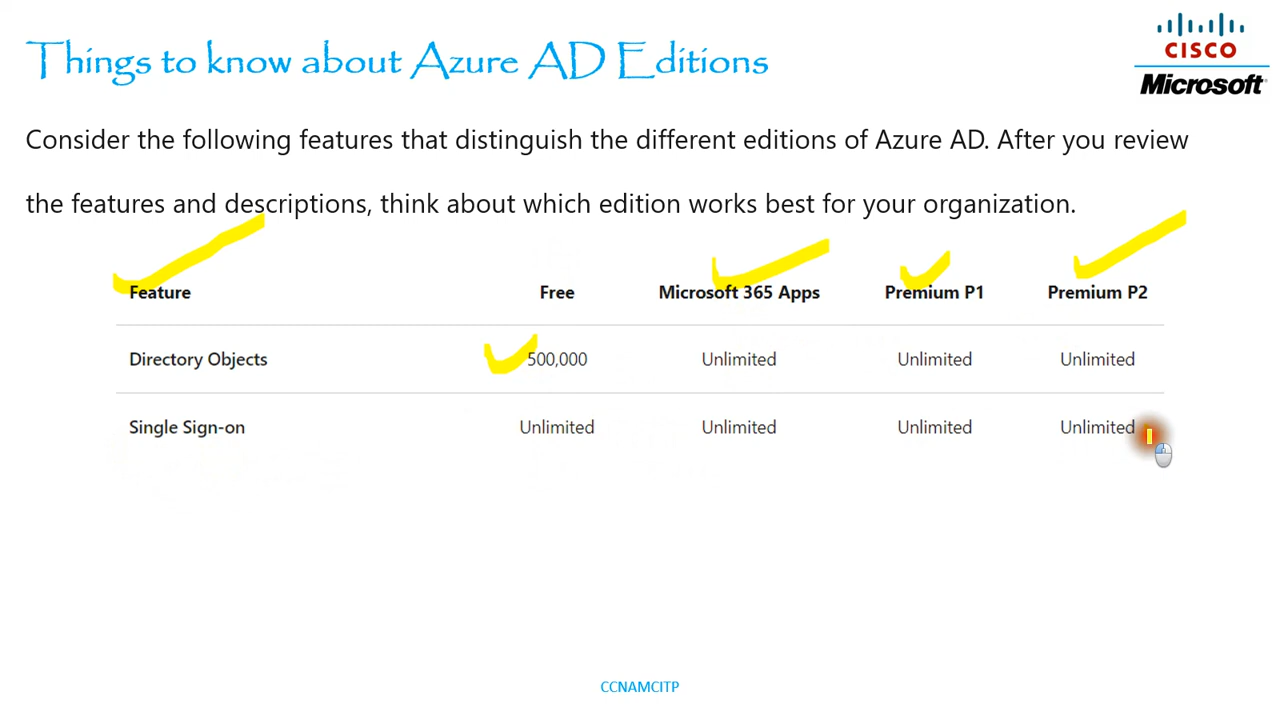 Things to know about Azure AD Editions
CISCO
Microsoft
Consider the following features that distinguish the different editions of Azure AD. After you review
the features and descriptions, think about which edition works best for your organization.
Feature Free Microsoft 365 Apps Premium P1 Premium P2
Directory Objects 500,000 Unlimited Unlimited Unlimited
Single Sign-on Unlimited Unlimited Unlimited Unlimited
CCNAMCITP